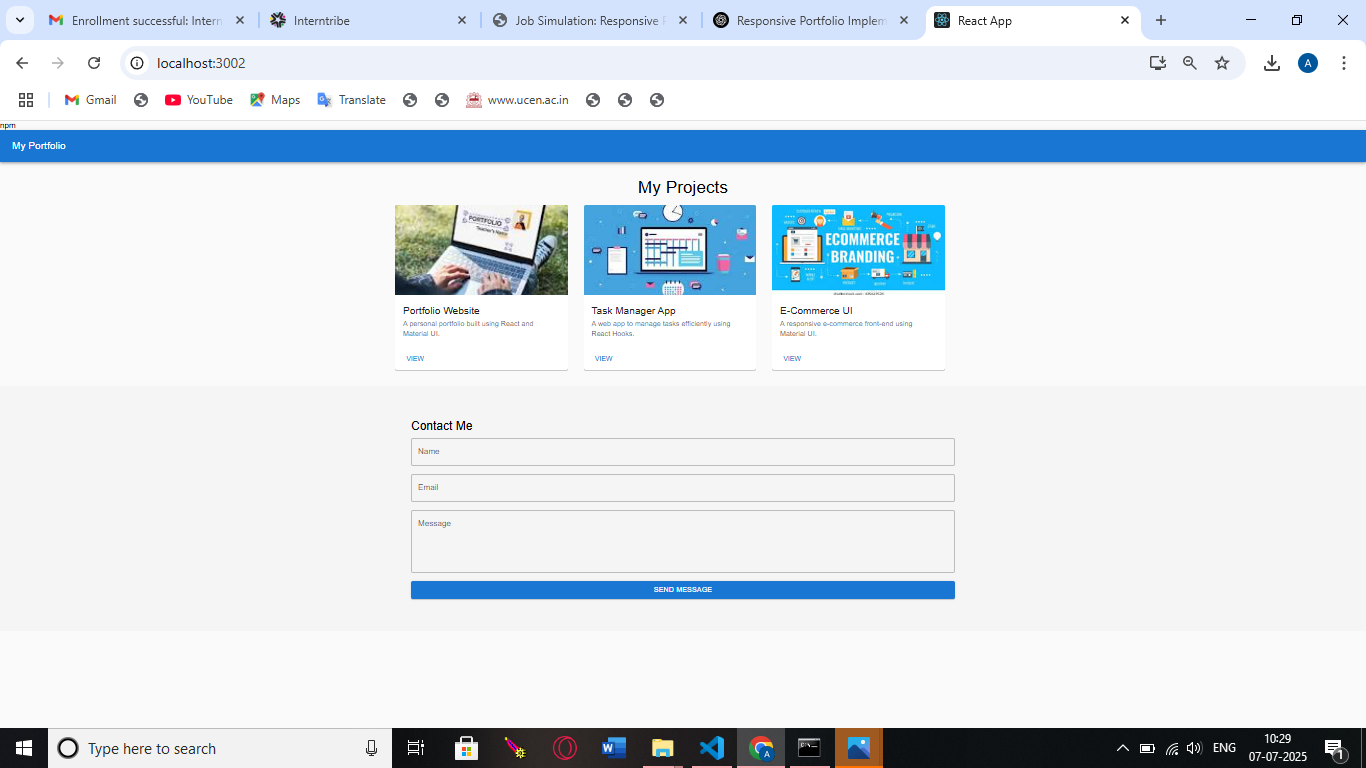 Enrollment successful: Intern
Interntribe
Job Simulation: Responsive P
Responsive Portfolio Implem
React App
localhost:3002
A
Gmail
YouTube
Maps
Translate
www.ucen.ac.in
npm
My Portfolio
My Projects
PORTFOLIO
ECOMMERCE
BRANDING
Portfolio Website
A personal portfolio built using React and
Material UI.
VIEW
Task Manager App
A web app to manage tasks efficiently using
React Hooks.
VIEW
E-Commerce UI
A responsive e-commerce front-end using
Material UI.
VIEW
Contact Me
Name
Email
Message
SEND MESSAGE
Type here to search
ENG
10:29
07-07-2025
1